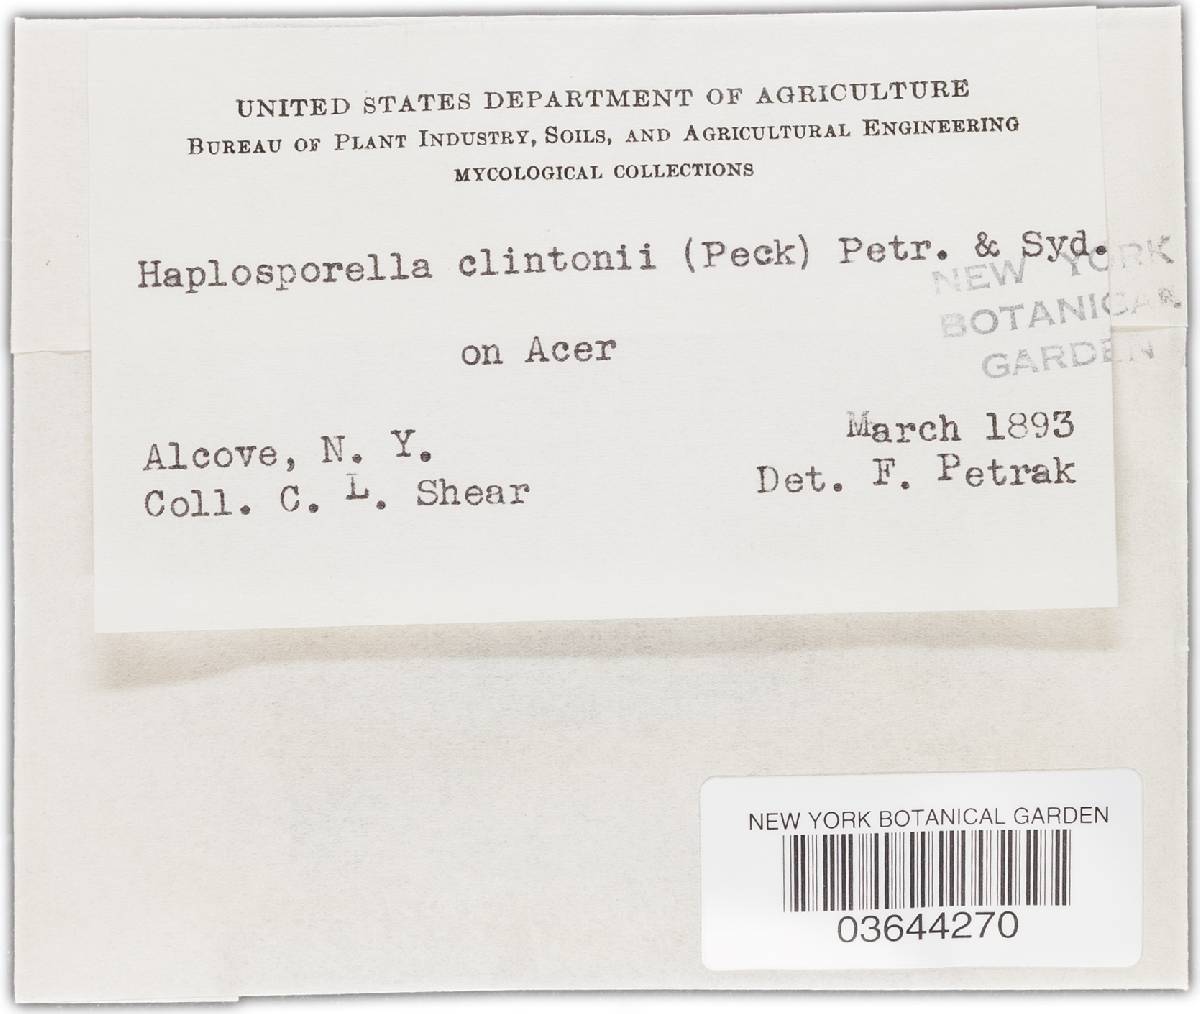 UNITED STATES DEPARTMENT OF AGRICULTURE
BUREAU OF PLANT INDUSTRY, SOILS, AND AGRICULTURAL ENGINEERING
MYCOLOGICAL COLLECTIONS
Haplosporella clintonii (Peck) Petr. & Syd.
NEW YORK
BOTANICAL
GARDEN
on Acer
Alcove, N. Y.
March 1893
Coll. C. L. Shear
Det. F. Petrak
NEW YORK BOTANICAL GARDEN
03644270